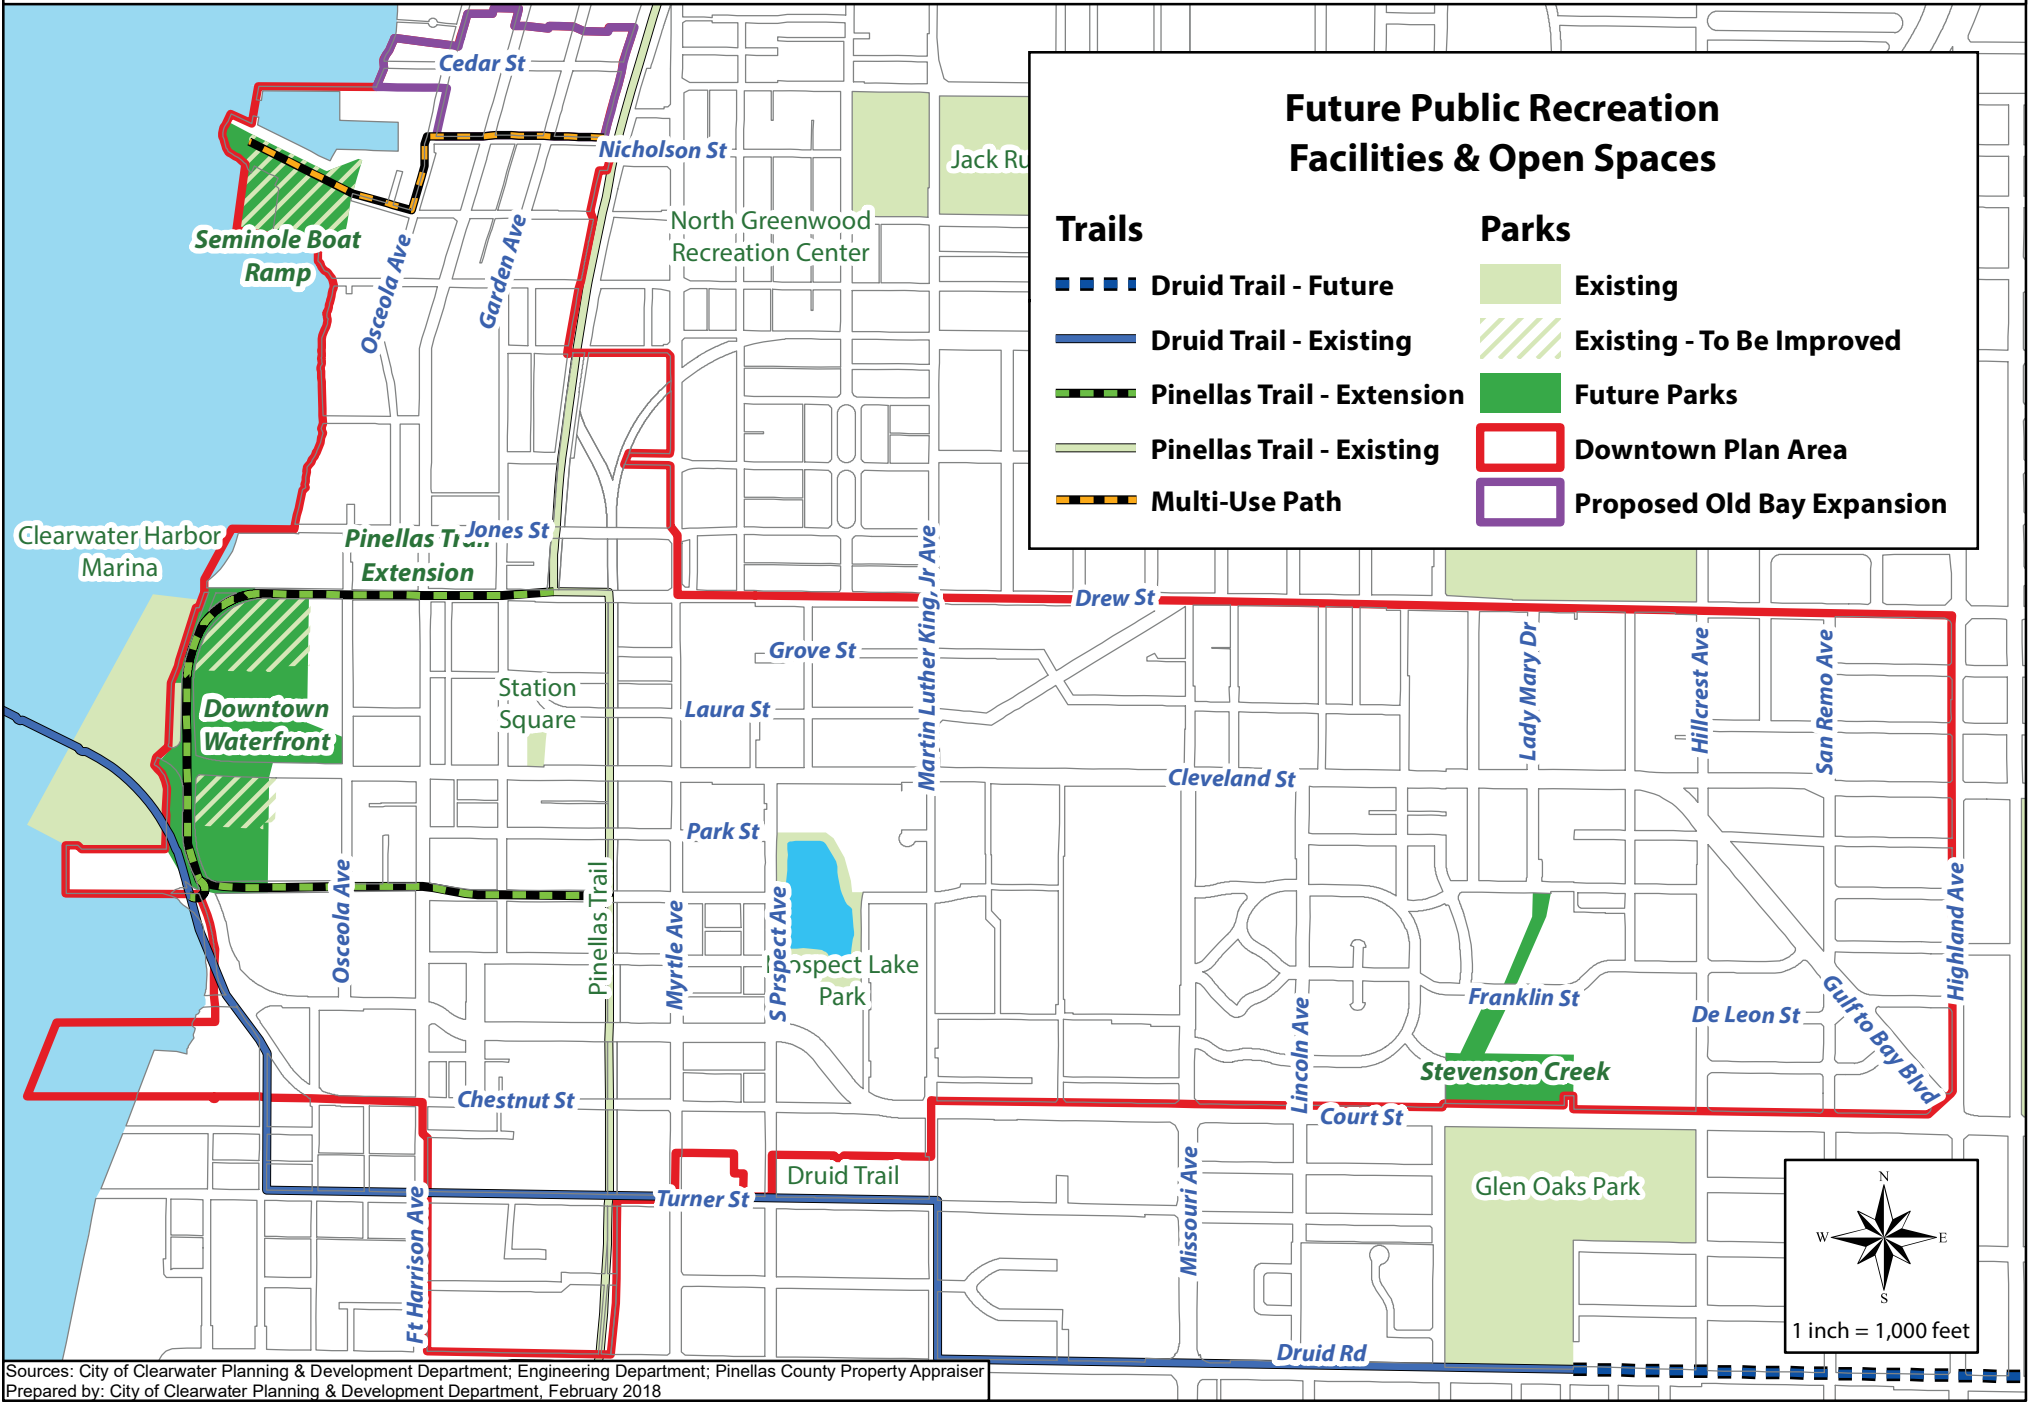 Cedar St
Future Public Recreation
Facilities & Open Spaces
Nicholson St
Jack Ru
North Greenwood
Recreation Center
Trails
Parks
Seminole Boat
Ramp
Osceola Ave
Garden Ave
Druid Trail - Future
Existing
Druid Trail - Existing
Existing - To Be Improved
Pinellas Trail - Extension
Future Parks
Pinellas Trail - Existing
Downtown Plan Area
Multi-Use Path
Proposed Old Bay Expansion
Clearwater Harbor
Marina
Pinellas Trail
Extension
Jones St
Martin Luther King, Jr Ave
Drew St
Grove St
Lady Mary Dr
Hillcrest Ave
San Remo Ave
Station
Square
Laura St
Downtown
Waterfront
Cleveland St
Park St
Osceola Ave
Pinellas Trail
Myrtle Ave
S Prspect Ave
Prospect Lake
Park
Highland Ave
Franklin St
De Leon St
Gulf to Bay Blvd
Lincoln Ave
Stevenson Creek
Chestnut St
Court St
Druid Trail
Turner St
Ft Harrison Ave
Missouri Ave
Glen Oaks Park
N
W
E
S
1 inch = 1,000 feet
Druid Rd
Sources: City of Clearwater Planning & Development Department; Engineering Department; Pinellas County Property Appraiser
Prepared by: City of Clearwater Planning & Development Department, February 2018